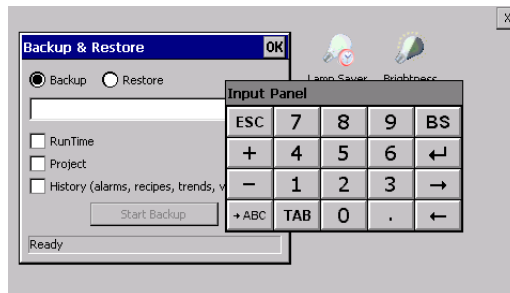 X
Backup & Restore OK
Lamp Saver Brightness
Backup Restore
Input Panel
ESC 7 8 9 BS
RunTime
+ 4 5 6 ↵
Project
History (alarms, recipes, trends, v
− 1 2 3 →
Start Backup
→ ABC TAB 0 . ←
Ready